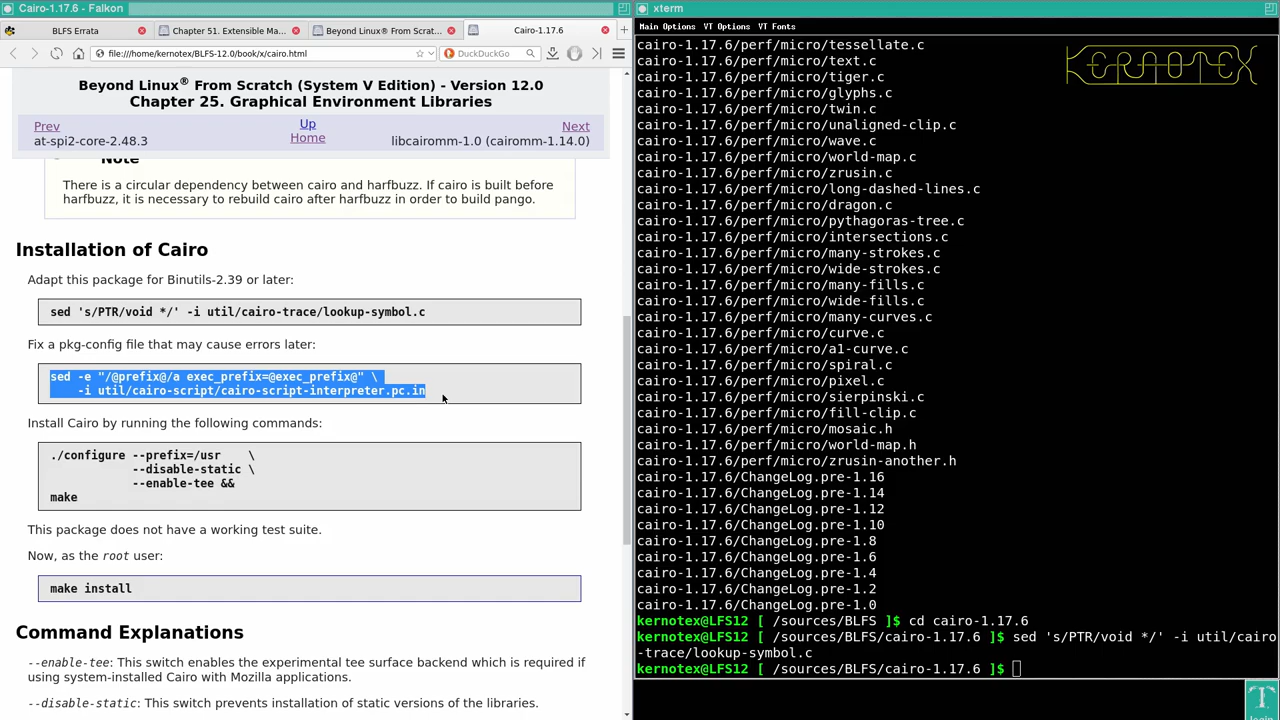 Cairo-1.17.6 - Falkon
BLFS Errata
Chapter 51. Extensible Ma...
Beyond Linux® From Scrat...
Cairo-1.17.6
file:///home/kernotex/BLFS-12.0/book/x/cairo.html
DuckDuckGo
Beyond Linux® From Scratch (System V Edition) - Version 12.0
Chapter 25. Graphical Environment Libraries
Prev
Up
Next
at-spi2-core-2.48.3
Home
libcairomm-1.0 (cairomm-1.14.0)
Note
There is a circular dependency between cairo and harfbuzz. If cairo is built before
harfbuzz, it is necessary to rebuild cairo after harfbuzz in order to build pango.
Installation of Cairo
Adapt this package for Binutils-2.39 or later:
sed 's/PTR/void */' -i util/cairo-trace/lookup-symbol.c
Fix a pkg-config file that may cause errors later:
sed -e "/@prefix@/a exec_prefix=@exec_prefix@" \
-i util/cairo-script/cairo-script-interpreter.pc.in
Install Cairo by running the following commands:
./configure --prefix=/usr    \
--disable-static \
--enable-tee &&
make
This package does not have a working test suite.
Now, as the root user:
make install
Command Explanations
--enable-tee: This switch enables the experimental tee surface backend which is required if
using system-installed Cairo with Mozilla applications.
--disable-static: This switch prevents installation of static versions of the libraries.
xterm
Main Options  VT Options  VT Fonts
KERNOTEX
cairo-1.17.6/perf/micro/tessellate.c
cairo-1.17.6/perf/micro/text.c
cairo-1.17.6/perf/micro/tiger.c
cairo-1.17.6/perf/micro/glyphs.c
cairo-1.17.6/perf/micro/twin.c
cairo-1.17.6/perf/micro/unaligned-clip.c
cairo-1.17.6/perf/micro/wave.c
cairo-1.17.6/perf/micro/world-map.c
cairo-1.17.6/perf/micro/zrusin.c
cairo-1.17.6/perf/micro/long-dashed-lines.c
cairo-1.17.6/perf/micro/dragon.c
cairo-1.17.6/perf/micro/pythagoras-tree.c
cairo-1.17.6/perf/micro/intersections.c
cairo-1.17.6/perf/micro/many-strokes.c
cairo-1.17.6/perf/micro/wide-strokes.c
cairo-1.17.6/perf/micro/many-fills.c
cairo-1.17.6/perf/micro/wide-fills.c
cairo-1.17.6/perf/micro/many-curves.c
cairo-1.17.6/perf/micro/curve.c
cairo-1.17.6/perf/micro/a1-curve.c
cairo-1.17.6/perf/micro/spiral.c
cairo-1.17.6/perf/micro/pixel.c
cairo-1.17.6/perf/micro/sierpinski.c
cairo-1.17.6/perf/micro/fill-clip.c
cairo-1.17.6/perf/micro/mosaic.h
cairo-1.17.6/perf/micro/world-map.h
cairo-1.17.6/perf/micro/zrusin-another.h
cairo-1.17.6/ChangeLog.pre-1.16
cairo-1.17.6/ChangeLog.pre-1.14
cairo-1.17.6/ChangeLog.pre-1.12
cairo-1.17.6/ChangeLog.pre-1.10
cairo-1.17.6/ChangeLog.pre-1.8
cairo-1.17.6/ChangeLog.pre-1.6
cairo-1.17.6/ChangeLog.pre-1.4
cairo-1.17.6/ChangeLog.pre-1.2
cairo-1.17.6/ChangeLog.pre-1.0
kernotex@LFS12 [ /sources/BLFS ]$ cd cairo-1.17.6
kernotex@LFS12 [ /sources/BLFS/cairo-1.17.6 ]$ sed 's/PTR/void */' -i util/cairo
-trace/lookup-symbol.c
kernotex@LFS12 [ /sources/BLFS/cairo-1.17.6 ]$
login